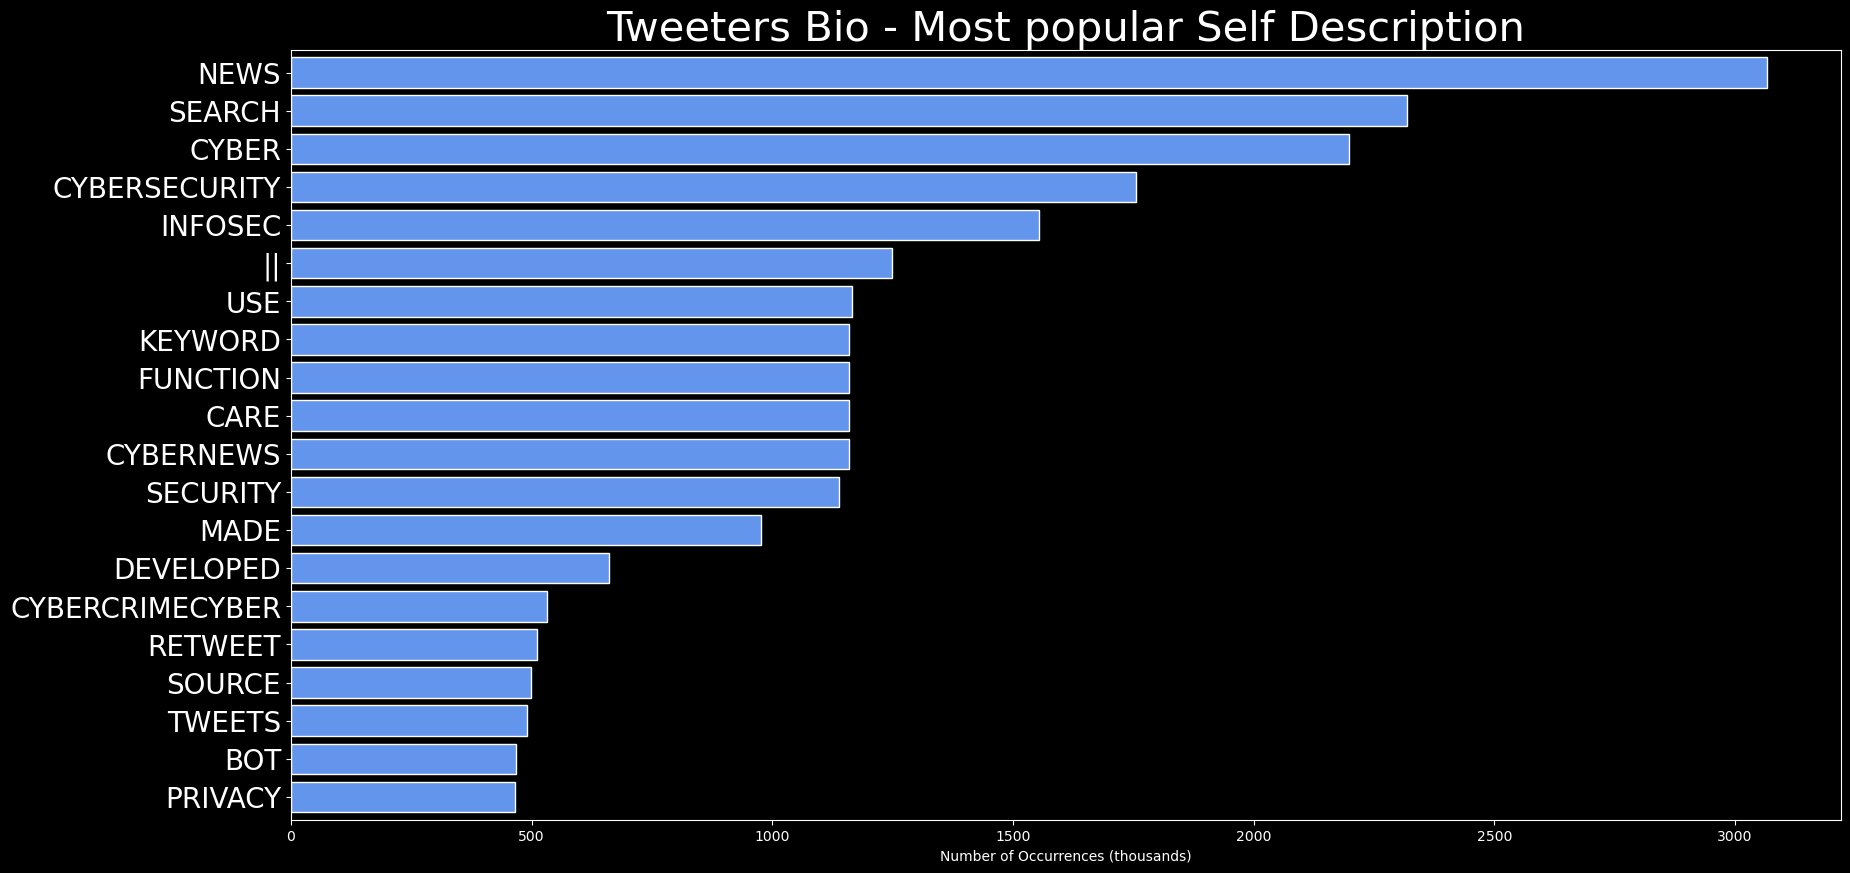 Tweeters Bio - Most popular Self Description
NEWS
SEARCH
CYBER
CYBERSECURITY
INFOSEC
||
USE
KEYWORD
FUNCTION
CARE
CYBERNEWS
SECURITY
MADE
DEVELOPED
CYBERCRIMECYBER
RETWEET
SOURCE
TWEETS
BOT
PRIVACY
0 500 1000 1500 2000 2500 3000
Number of Occurrences (thousands)